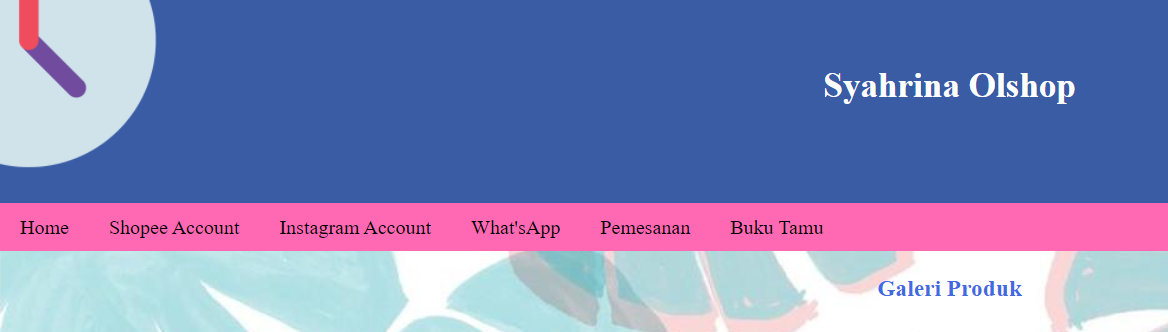 Syahrina Olshop
Home Shopee Account Instagram Account What'sApp Pemesanan Buku Tamu
Galeri Produk